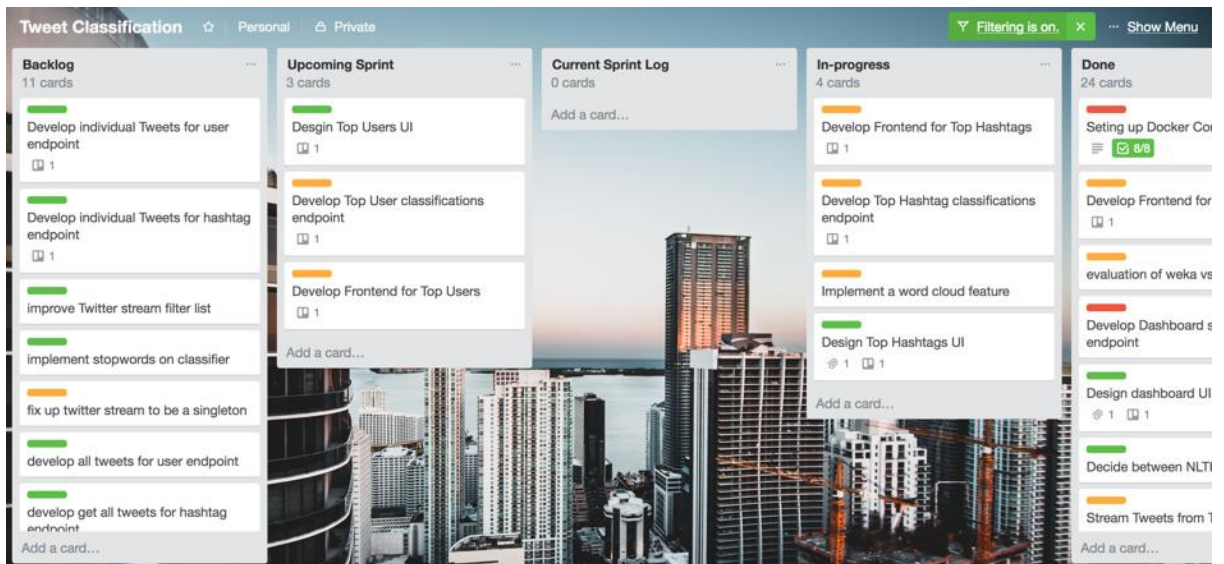 Tweet Classification Personal Private Filtering is on. × ... Show Menu
Backlog ...
11 cards
Develop individual Tweets for user
endpoint
1
Develop individual Tweets for hashtag
endpoint
1
improve Twitter stream filter list
implement stopwords on classifier
fix up twitter stream to be a singleton
develop all tweets for user endpoint
develop get all tweets for hashtag
endpoint
Add a card...
Upcoming Sprint ...
3 cards
Desgin Top Users UI
1
Develop Top User classifications
endpoint
1
Develop Frontend for Top Users
1
Add a card...
Current Sprint Log ...
0 cards
Add a card...
In-progress ...
4 cards
Develop Frontend for Top Hashtags
1
Develop Top Hashtag classifications
endpoint
1
Implement a word cloud feature
Design Top Hashtags UI
1 1
Add a card...
Done
24 cards
Seting up Docker Co
8/8
Develop Frontend for
1
evaluation of weka vs
Develop Dashboard s
endpoint
Design dashboard UI
1 1
Decide between NLT
Stream Tweets from T
Add a card...